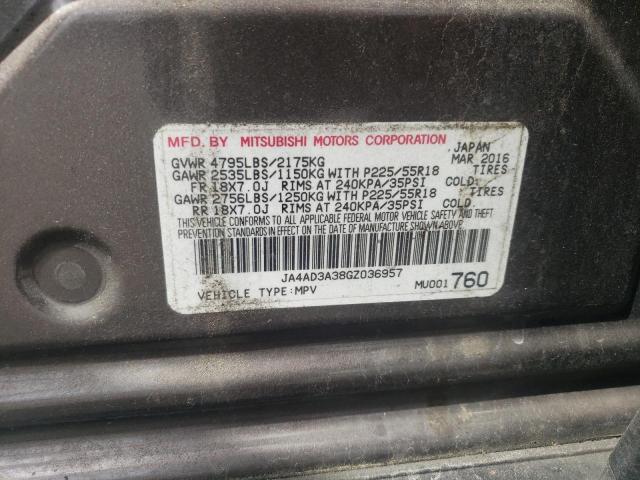 MFD. BY MITSUBISHI MOTORS CORPORATION JAPAN
GVWR 4795LBS/2175KG MAR 2016
GAWR 2535LBS/1150KG WITH P225/55R18 TIRES
FR 18X7.0J RIMS AT 240KPA/35PSI COLD.
GAWR 2756LBS/1250KG WITH P225/55R18 TIRES
RR 18X7.0J RIMS AT 240KPA/35PSI COLD.
THIS VEHICLE CONFORMS TO ALL APPLICABLE FEDERAL MOTOR VEHICLE SAFETY AND THEFT
PREVENTION STANDARDS IN EFFECT ON THE DATE OF MANUFACTURE SHOWN ABOVE.
JA4AD3A38GZ036957
VEHICLE TYPE:MPV MU001760